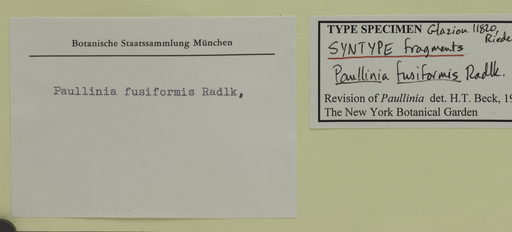 Botanische Staatssammlung München
Paullinia fusiformis Radlk,
TYPE SPECIMEN Glaziou 11820,
Riede
SYNTYPE fragments
Paullinia fusiformis Radlk.
Revision of Paullinia det. H.T. Beck, 19
The New York Botanical Garden